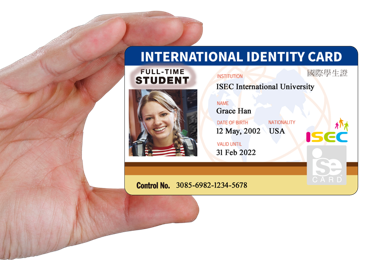 INTERNATIONAL IDENTITY CARD
FULL-TIME
STUDENT
國際學生證
INSTITUTION
ISEC International University
NAME
Grace Han
DATE OF BIRTH RATIONALITY
12 May, 2002 USA
VALID UNTIL
31 Feb 2022
ISEC
ise
CARD
Control No. 3085-6982-1234-5678